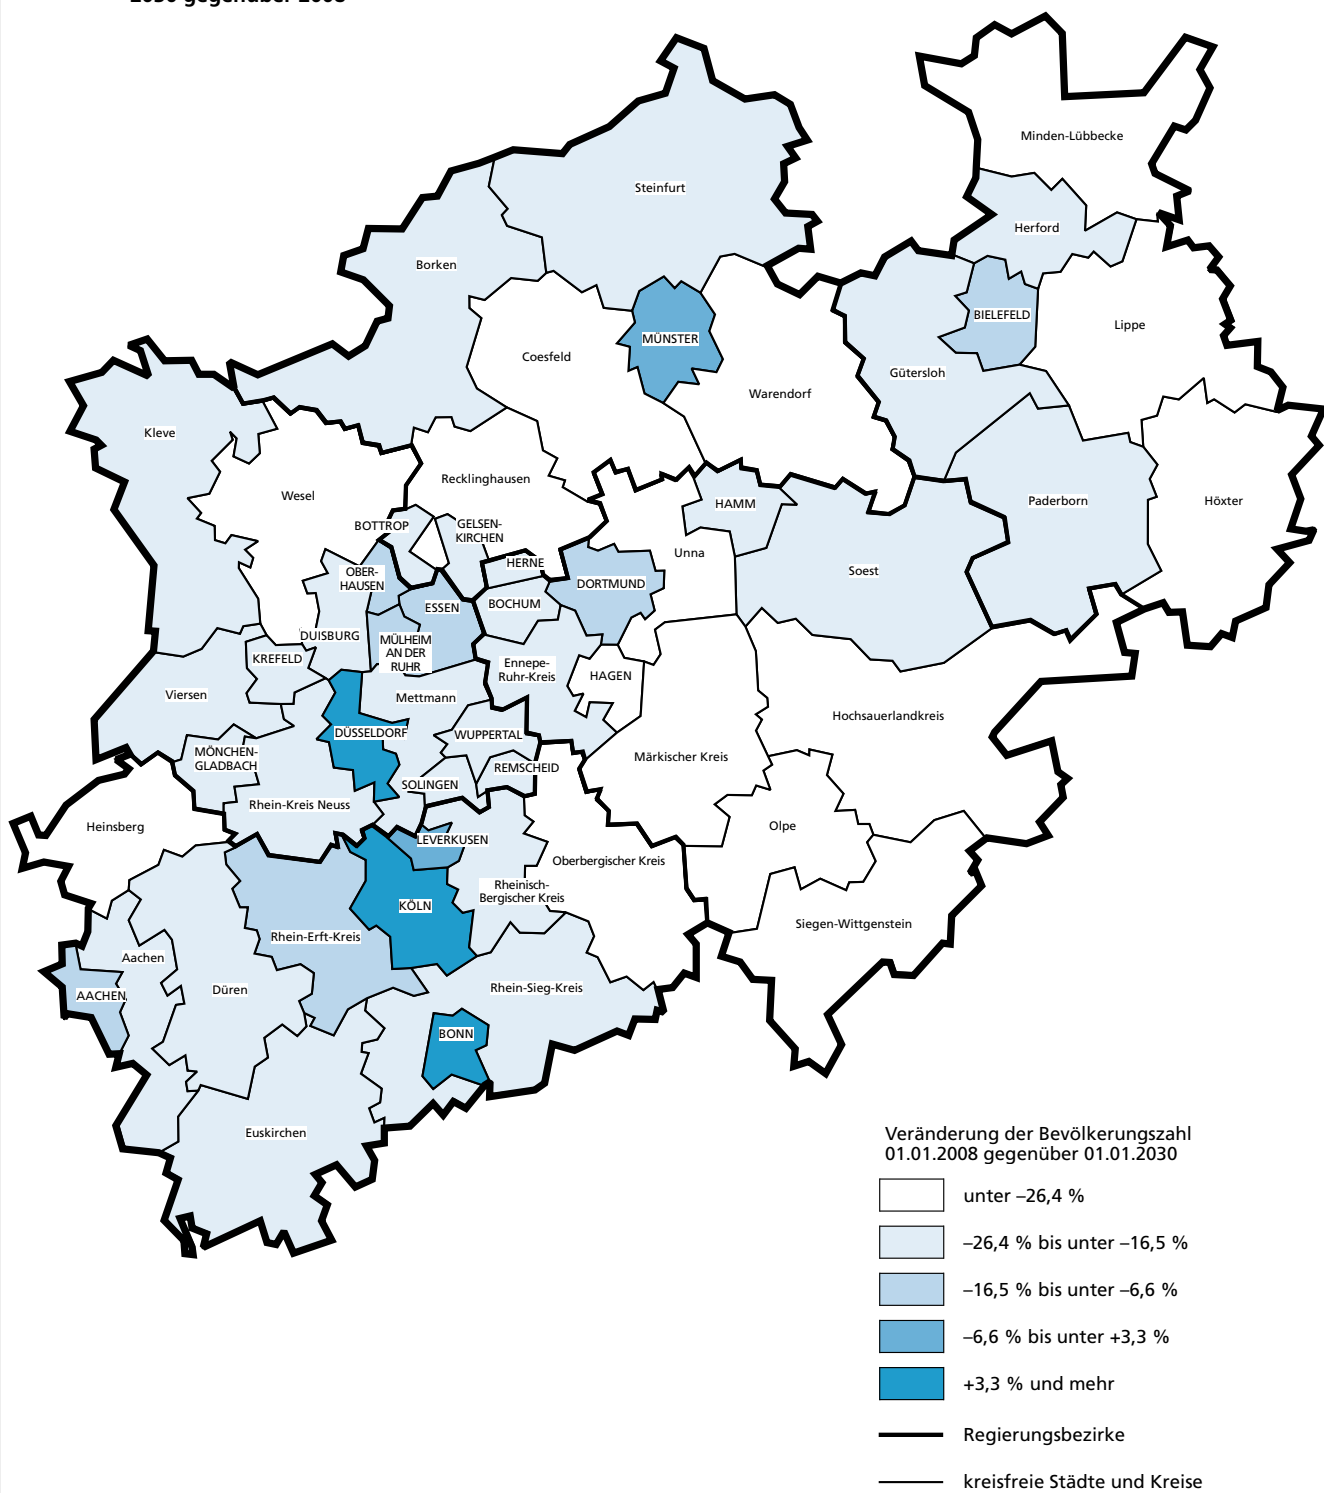 2030 gegenüber 2008
Minden-Lübbecke
Steinfurt
Herford
Borken
BIELEFELD
Lippe
MÜNSTER
Coesfeld
Gütersloh
Warendorf
Kleve
Recklinghausen
Wesel
Paderborn
Höxter
HAMM
BOTTROP
GELSEN-
KIRCHEN
Unna
HERNE
Soest
OBER-
HAUSEN
DORTMUND
ESSEN
BOCHUM
DUISBURG
MÜLHEIM
AN DER
RUHR
KREFELD
Ennepe-
Ruhr-Kreis
HAGEN
Viersen
Mettmann
Hochsauerlandkreis
DÜSSELDORF
WUPPERTAL
MÖNCHEN-
GLADBACH
Märkischer Kreis
REMSCHEID
SOLINGEN
Rhein-Kreis Neuss
Heinsberg
Olpe
LEVERKUSEN
Oberbergischer Kreis
Rheinisch-
Bergischer Kreis
KÖLN
Siegen-Wittgenstein
Rhein-Erft-Kreis
Aachen
Rhein-Sieg-Kreis
Düren
AACHEN
BONN
Euskirchen
Veränderung der Bevölkerungszahl
01.01.2008 gegenüber 01.01.2030
unter –26,4 %
–26,4 % bis unter –16,5 %
–16,5 % bis unter –6,6 %
–6,6 % bis unter +3,3 %
+3,3 % und mehr
Regierungsbezirke
kreisfreie Städte und Kreise